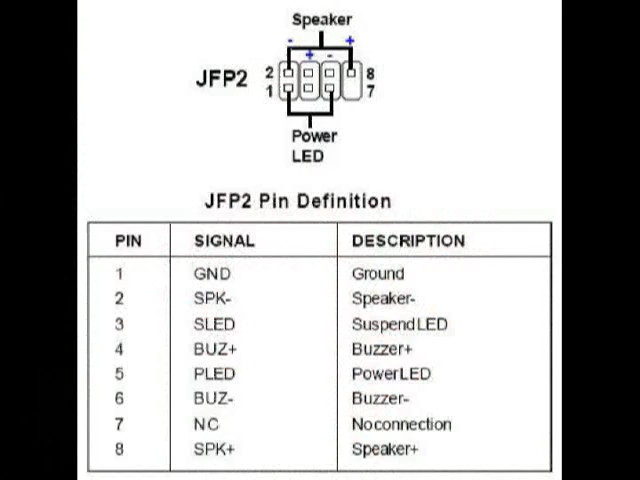 Speaker
- +
+ -
JFP2 2 8
1 7
Power
LED
JFP2 Pin Definition
PIN SIGNAL DESCRIPTION
1 GND Ground
2 SPK- Speaker-
3 SLED SuspendLED
4 BUZ+ Buzzer+
5 PLED PowerLED
6 BUZ- Buzzer-
7 NC Noconnection
8 SPK+ Speaker+